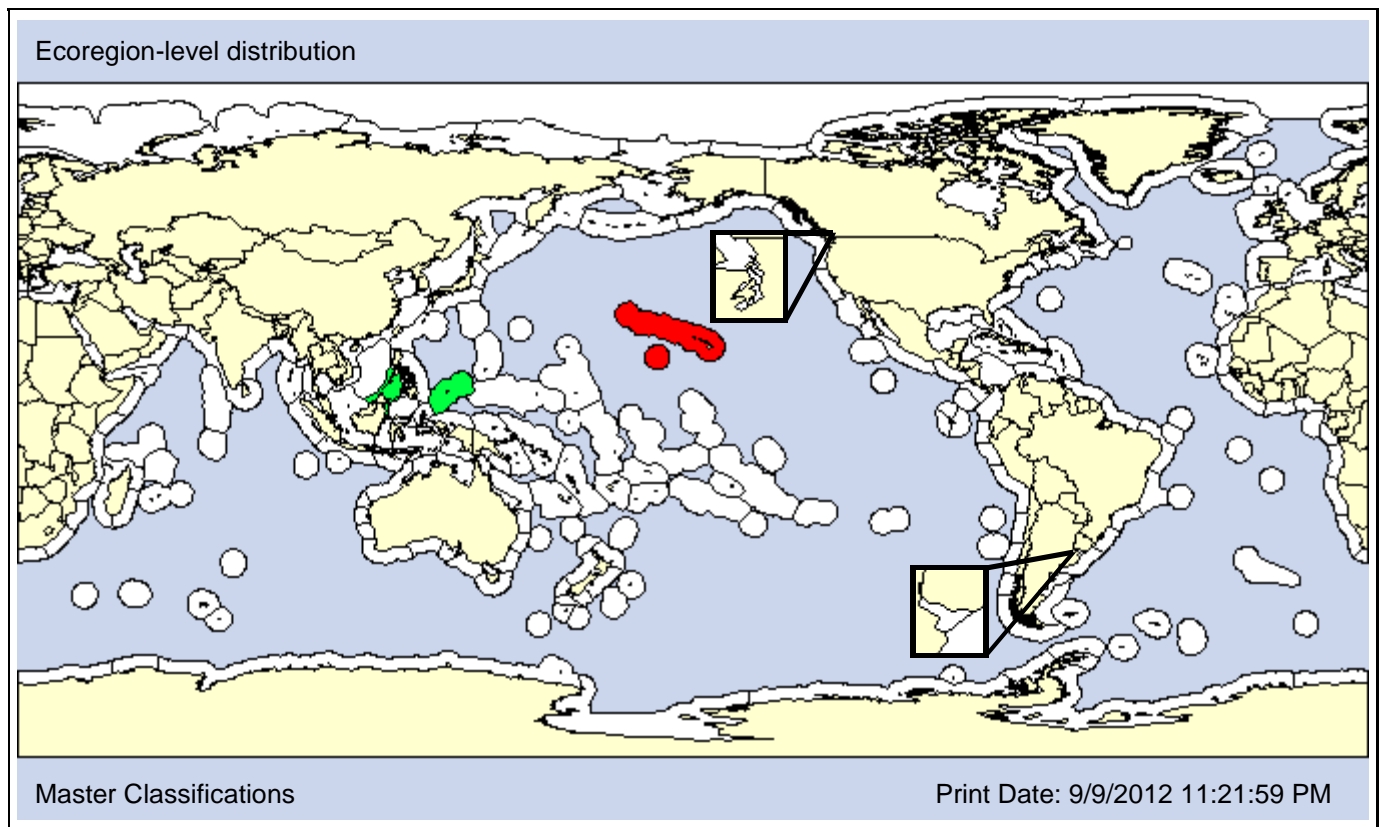 Ecoregion-level distribution
Master Classifications
Print Date: 9/9/2012 11:21:59 PM